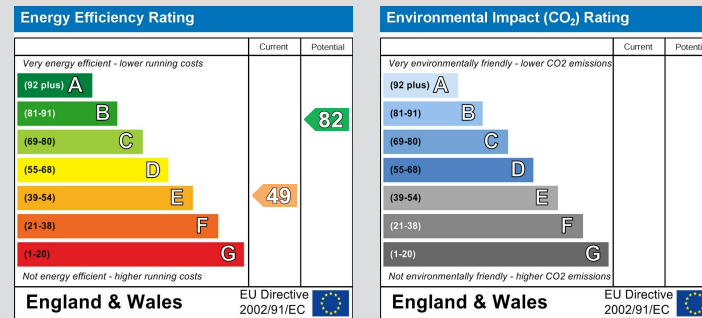 Energy Efficiency Rating
Current Potential
Very energy efficient - lower running costs
(92 plus) A
(81-91) B
82
(69-80) C
(55-68) D
(39-54) E
49
(21-38) F
(1-20) G
Not energy efficient - higher running costs
England & Wales
EU Directive
2002/91/EC
Environmental Impact (CO₂) Rating
Current Potenti
Very environmentally friendly - lower CO2 emissions
(92 plus) A
(81-91) B
(69-80) C
(55-68) D
(39-54) E
(21-38) F
(1-20) G
Not environmentally friendly - higher CO2 emissions
England & Wales
EU Directive
2002/91/EC